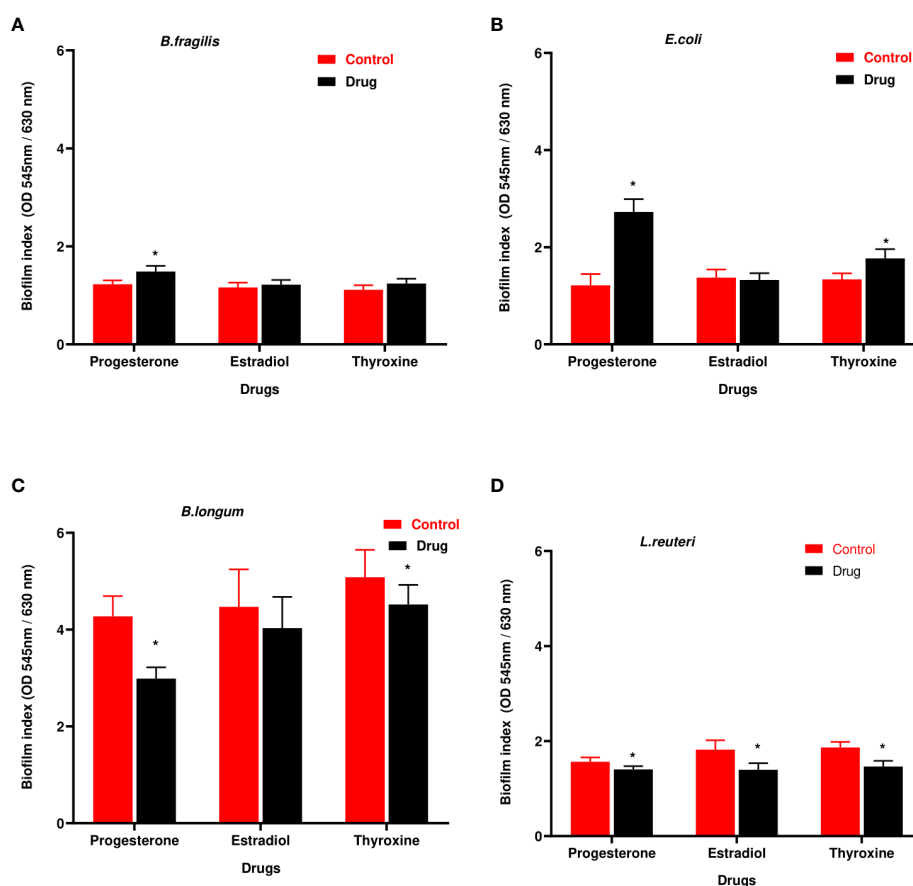 A
B.fragilis
Control
Drug
Biofilm index (OD 545nm / 630 nm)
6
4
2
0
Progesterone Estradiol Thyroxine
Drugs
B
E.coli
Control
Drug
Biofilm index (OD 545nm / 630 nm)
6
4
2
0
*
*
Progesterone Estradiol Thyroxine
Drugs
*
C
B.longum
Control
Drug
Biofilm index (OD 545nm / 630 nm)
6
4
2
0
*
*
Progesterone Estradiol Thyroxine
Drugs
D
L.reuteri
Control
Drug
Biofilm index (OD 545nm / 630 nm)
6
4
2
0
* * *
Progesterone Estradiol Thyroxine
Drugs